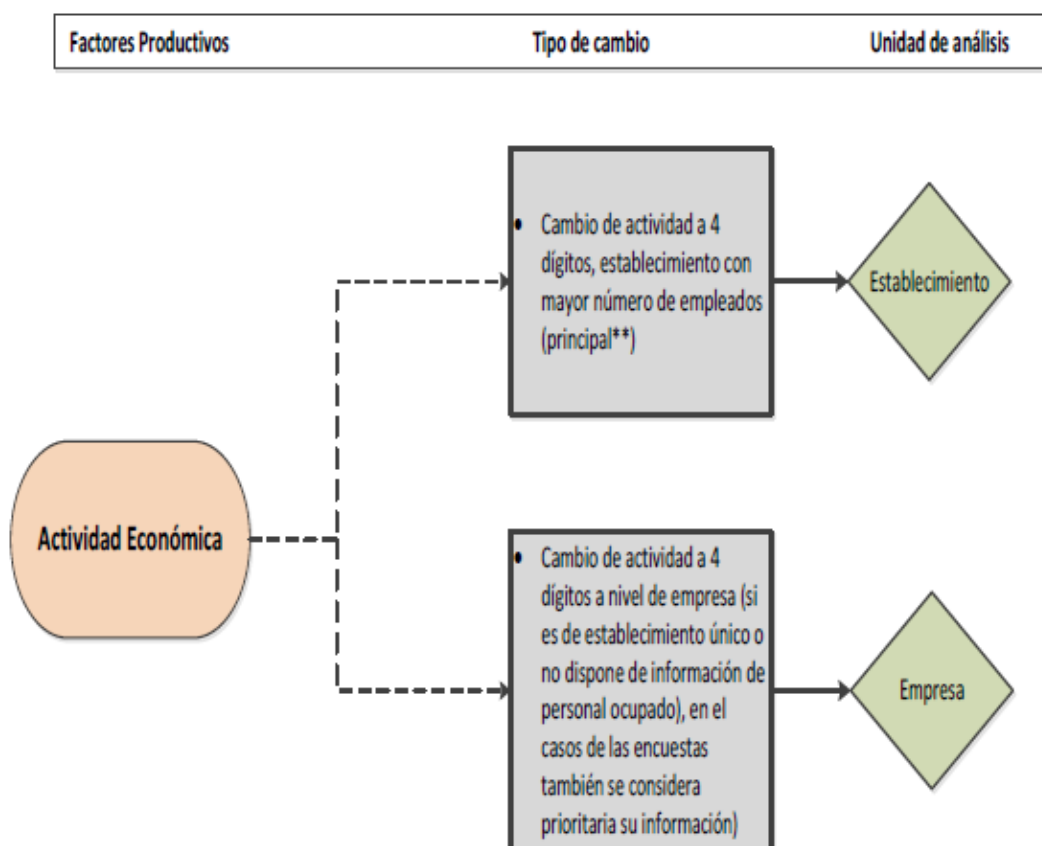 Factores Productivos
Tipo de cambio
Unidad de análisis
• Cambio de actividad a 4
dígitos, establecimiento con
mayor número de empleados
(principal**)
Establecimiento
Actividad Económica
• Cambio de actividad a 4
dígitos a nivel de empresa (si
es de establecimiento único o
no dispone de información de
personal ocupado), en el
casos de las encuestas
también se considera
prioritaria su información)
Empresa